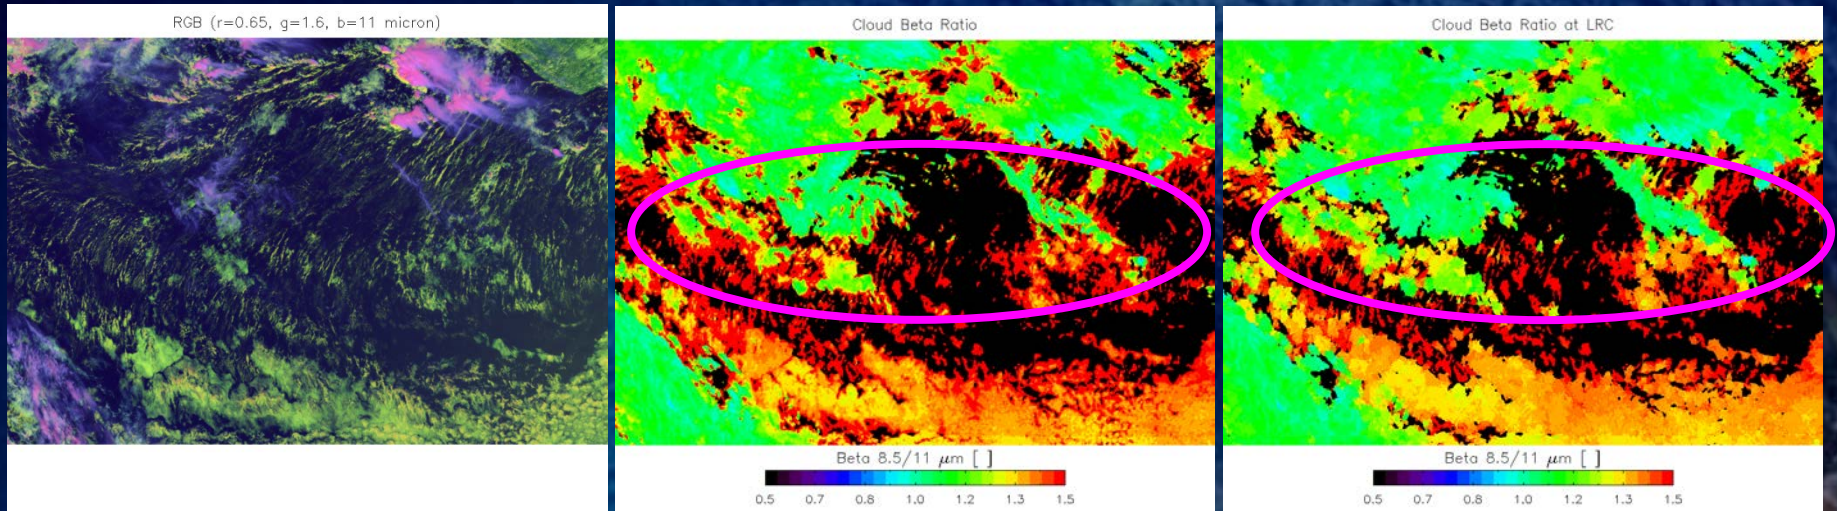 RGB (r=0.65, g=1.6, b=11 micron)
Cloud Beta Ratio
Beta 8.5/11 μm [ ]
0.5 0.7 0.8 1.0 1.2 1.3 1.5
Cloud Beta Ratio at LRC
Beta 8.5/11 μm [ ]
0.5 0.7 0.8 1.0 1.2 1.3 1.5